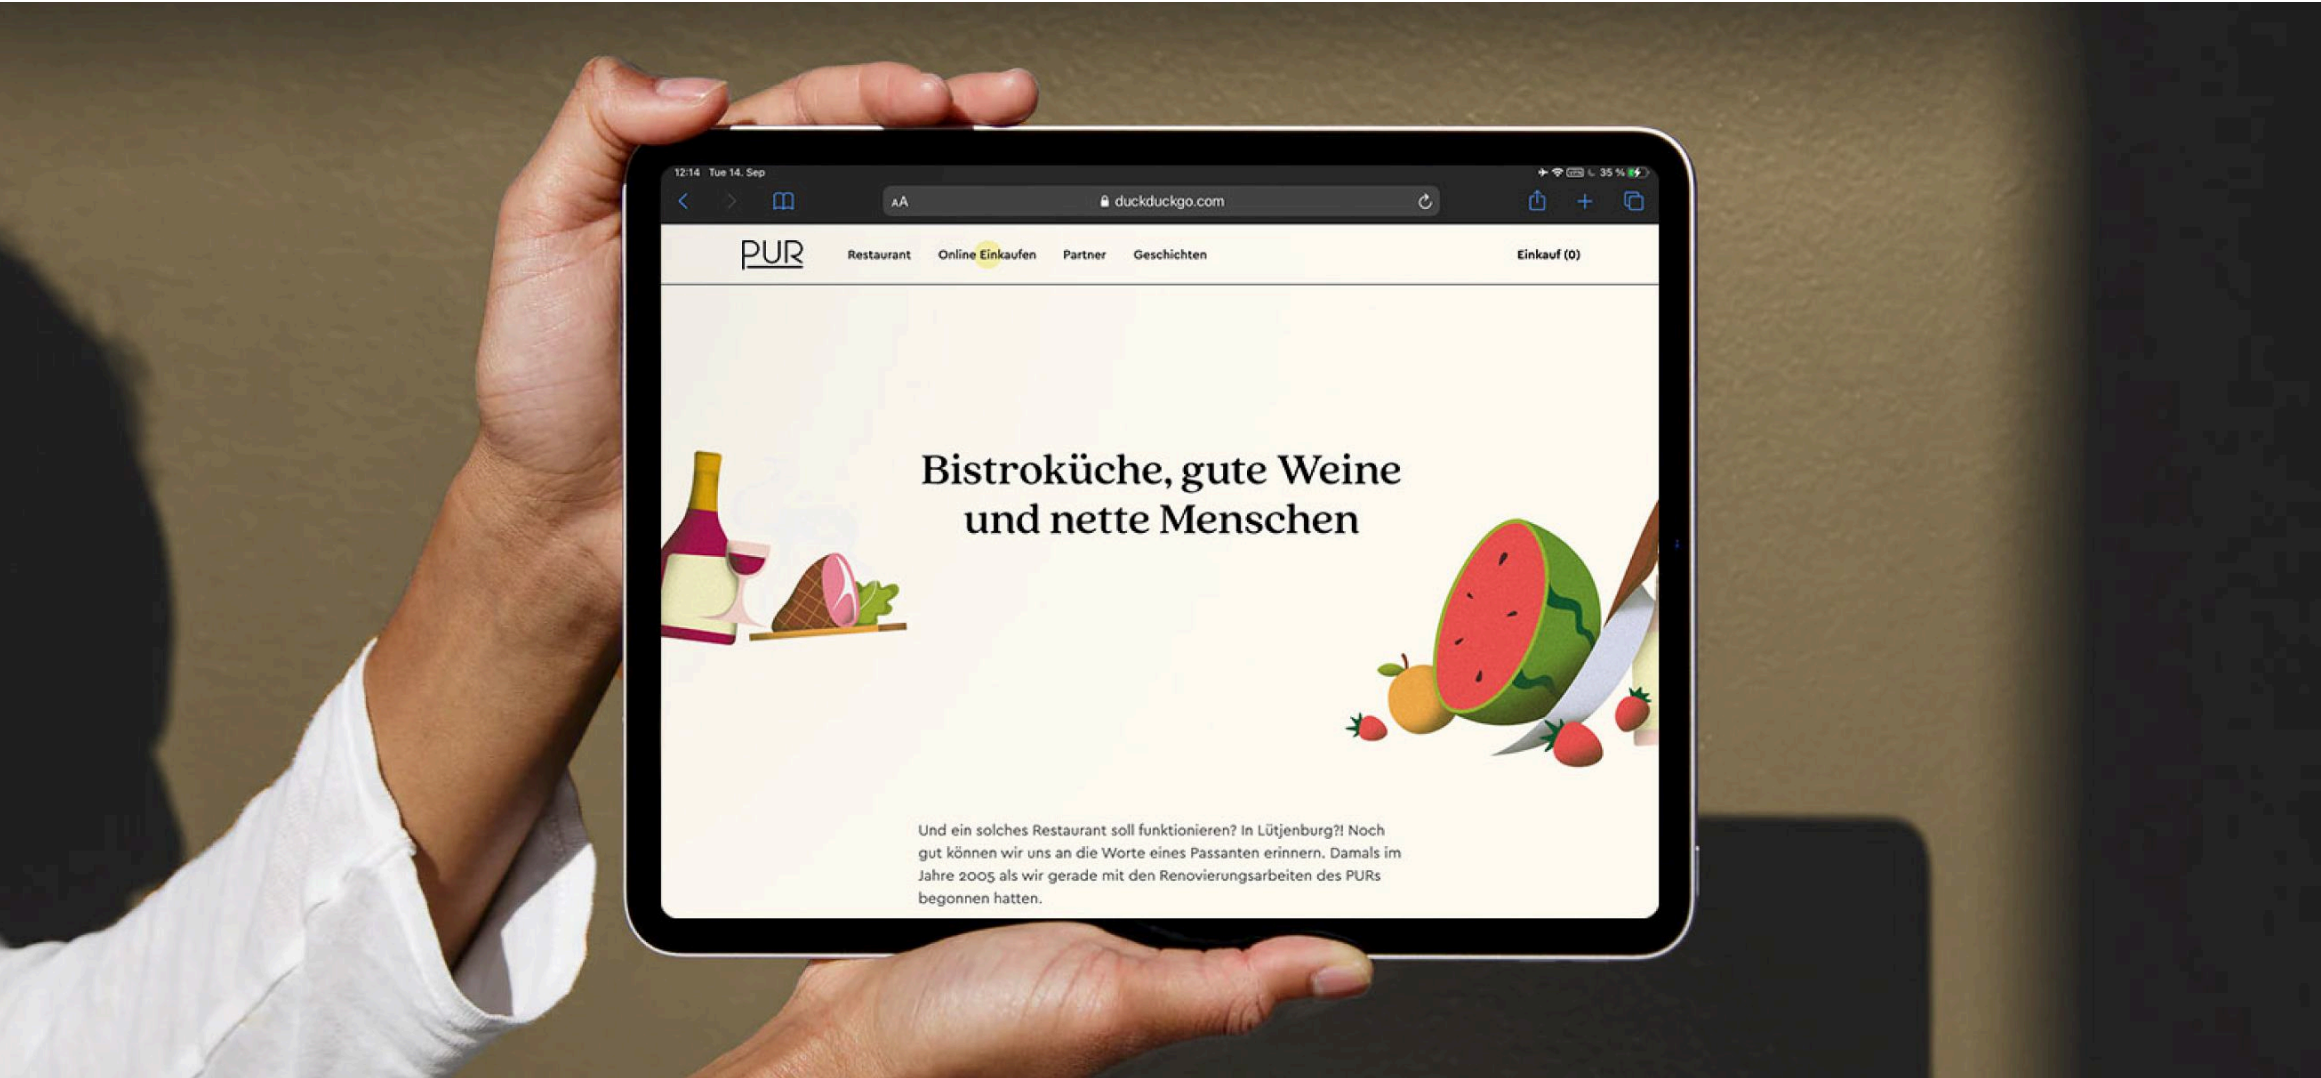 12:14 Tue 14. Sep
35 %
AA duckduckgo.com
PUR Restaurant Online Einkaufen Partner Geschichten Einkauf (0)
Bistroküche, gute Weine
und nette Menschen
Und ein solches Restaurant soll funktionieren? In Lütjenburg?! Noch
gut können wir uns an die Worte eines Passanten erinnern. Damals im
Jahre 2005 als wir gerade mit den Renovierungsarbeiten des PURs
begonnen hatten.